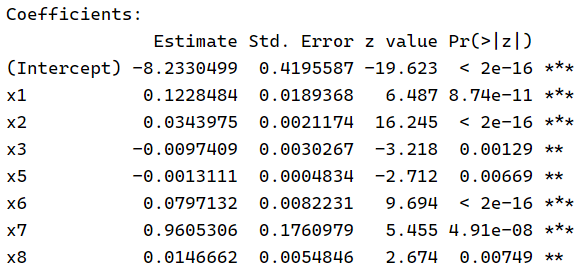 Coefficients:
Estimate Std. Error z value Pr(>|z|)
(Intercept) -8.2330499 0.4195587 -19.623 < 2e-16 ***
x1 0.1228484 0.0189368 6.487 8.74e-11 ***
x2 0.0343975 0.0021174 16.245 < 2e-16 ***
x3 -0.0097409 0.0030267 -3.218 0.00129 **
x5 -0.0013111 0.0004834 -2.712 0.00669 **
x6 0.0797132 0.0082231 9.694 < 2e-16 ***
x7 0.9605306 0.1760979 5.455 4.91e-08 ***
x8 0.0146662 0.0054846 2.674 0.00749 **